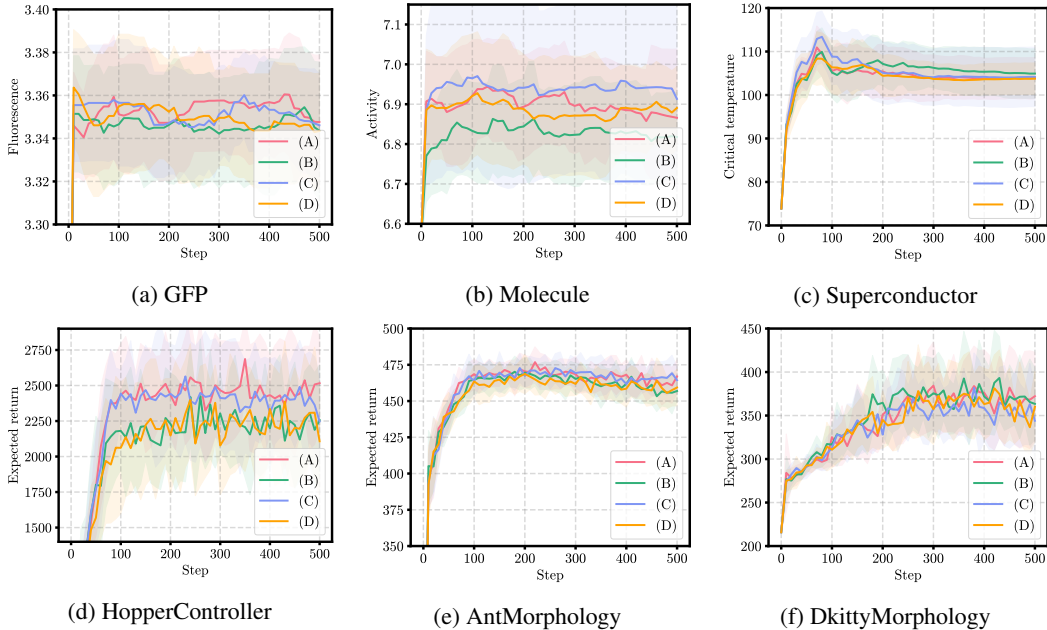 3.40
3.38
3.36
3.34
3.32
3.30
Fluorescence
0 100 200 300 400 500
Step
(A)
(B)
(C)
(D)
(a) GFP
7.1
7.0
6.9
6.8
6.7
6.6
Activity
0 100 200 300 400 500
Step
(A)
(B)
(C)
(D)
(b) Molecule
120
110
100
90
80
70
Critical temperature
0 100 200 300 400 500
Step
(A)
(B)
(C)
(D)
(c) Superconductor
2750
2500
2250
2000
1750
1500
Expected return
0 100 200 300 400 500
Step
(A)
(B)
(C)
(D)
(d) HopperController
500
475
450
425
400
375
350
Expected return
0 100 200 300 400 500
Step
(A)
(B)
(C)
(D)
(e) AntMorphology
450
400
350
300
250
200
Expected return
0 100 200 300 400 500
Step
(A)
(B)
(C)
(D)
(f) DkittyMorphology